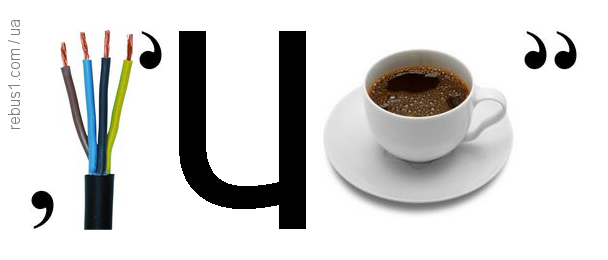 rebus1.com/ua
, ’ Ч ’’